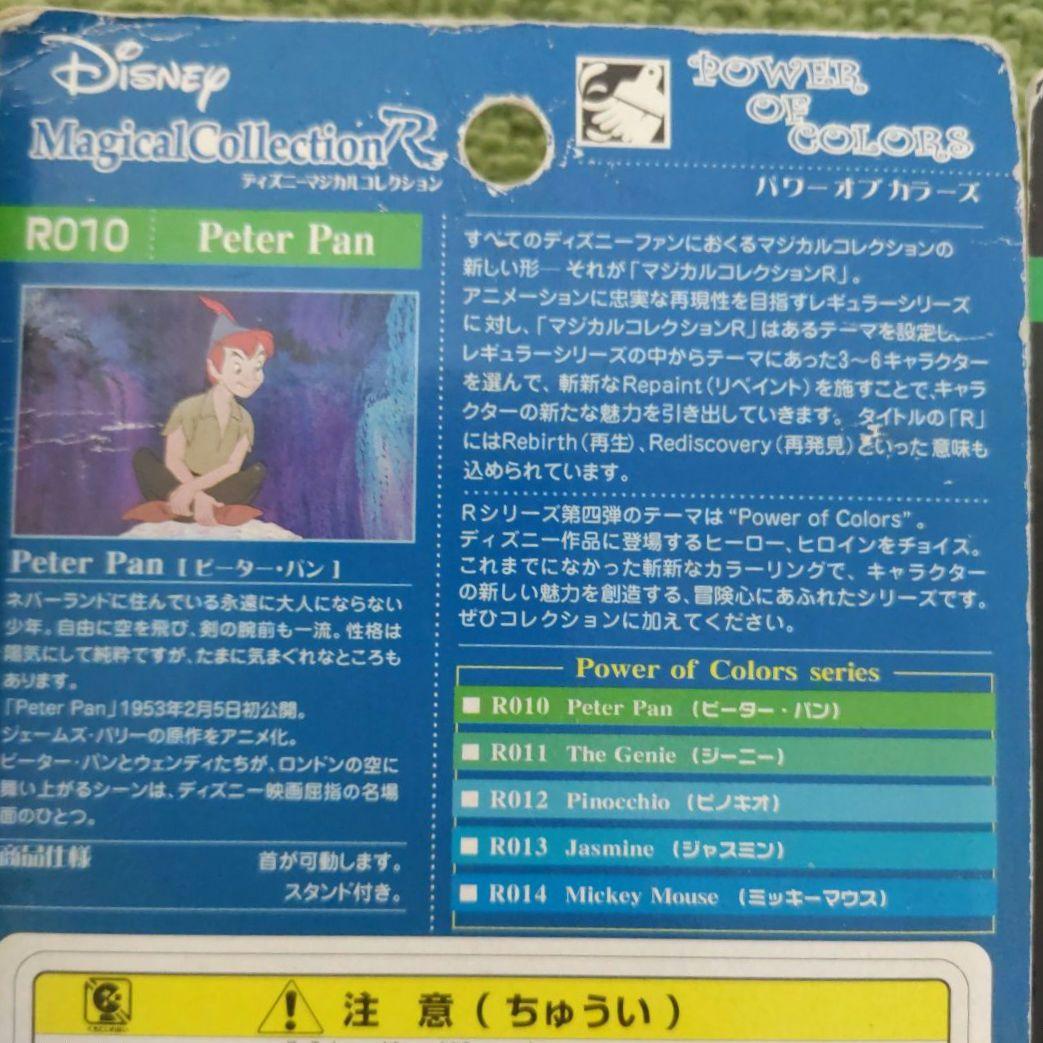 Disney
MagicalCollectionR
ディズニーマジカルコレクション
R010 Peter Pan
Peter Pan [ピーター・パン]
ネバーランドに住んでいる永遠に大人にならない
少年。自由に空を飛び、剣の腕前も一流。性格は
陽気にして純粋ですが、たまに気まぐれなところも
あります。
「Peter Pan」1953年2月5日初公開。
ジェームズ・バリーの原作をアニメ化。
ピーター・パンとウェンディたちが、ロンドンの空に
舞い上がるシーンは、ディズニー映画屈指の名場
面のひとつ。
商品仕様 首が可動します。
スタンド付き。
POWER
OF
COLORS
パワー オブ カラーズ
すべてのディズニーファンにおくるマジカルコレクションの
新しい形─それが「マジカルコレクションR」。
アニメーションに忠実な再現性を目指すレギュラーシリーズ
に対し、「マジカルコレクションR」はあるテーマを設定し、
レギュラーシリーズの中からテーマにあった3〜6キャラクター
を選んで、斬新なRepaint(リペイント)を施すことで、キャラ
クターの新たな魅力を引き出していきます。タイトルの「R」
にはRebirth(再生)、Rediscovery(再発見)といった意味も
込められています。
Rシリーズ第四弾のテーマは“Power of Colors”。
ディズニー作品に登場するヒーロー、ヒロインをチョイス。
これまでになかった斬新なカラーリングで、キャラクター
の新しい魅力を創造する、冒険心にあふれたシリーズです。
ぜひコレクションに加えてください。
Power of Colors series
■ R010 Peter Pan (ピーター・パン)
■ R011 The Genie (ジーニー)
■ R012 Pinocchio (ピノキオ)
■ R013 Jasmine (ジャスミン)
■ R014 Mickey Mouse (ミッキーマウス)
注 意 (ちゅうい)